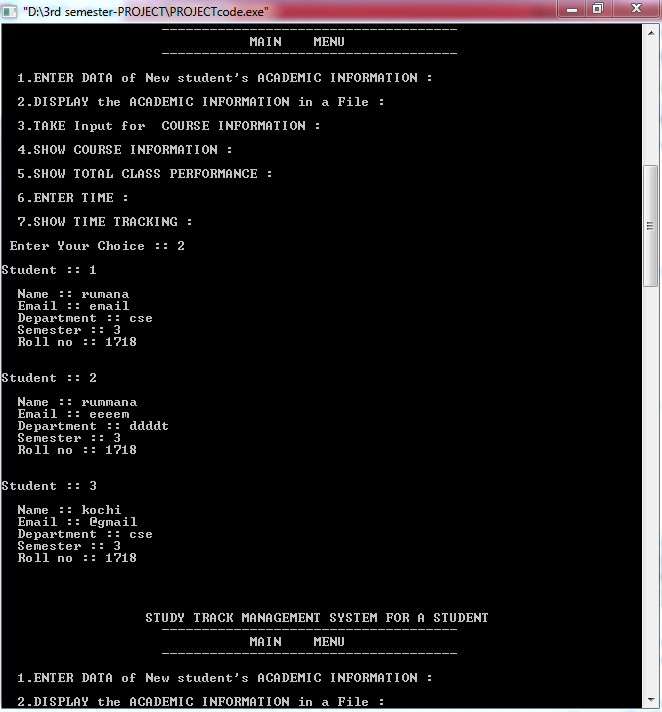 "D:\3rd semester-PROJECT\PROJECTcode.exe"
MAIN    MENU
1.ENTER DATA of New student's ACADEMIC INFORMATION :
2.DISPLAY the ACADEMIC INFORMATION in a File :
3.TAKE Input for  COURSE INFORMATION :
4.SHOW COURSE INFORMATION :
5.SHOW TOTAL CLASS PERFORMANCE :
6.ENTER TIME :
7.SHOW TIME TRACKING :
Enter Your Choice :: 2
Student :: 1
Name :: rumana
Email :: email
Department :: cse
Semester :: 3
Roll no :: 1718
Student :: 2
Name :: rummana
Email :: eeeem
Department :: ddddt
Semester :: 3
Roll no :: 1718
Student :: 3
Name :: kochi
Email :: @gmail
Department :: cse
Semester :: 3
Roll no :: 1718
STUDY TRACK MANAGEMENT SYSTEM FOR A STUDENT
MAIN    MENU
1.ENTER DATA of New student's ACADEMIC INFORMATION :
2.DISPLAY the ACADEMIC INFORMATION in a File :